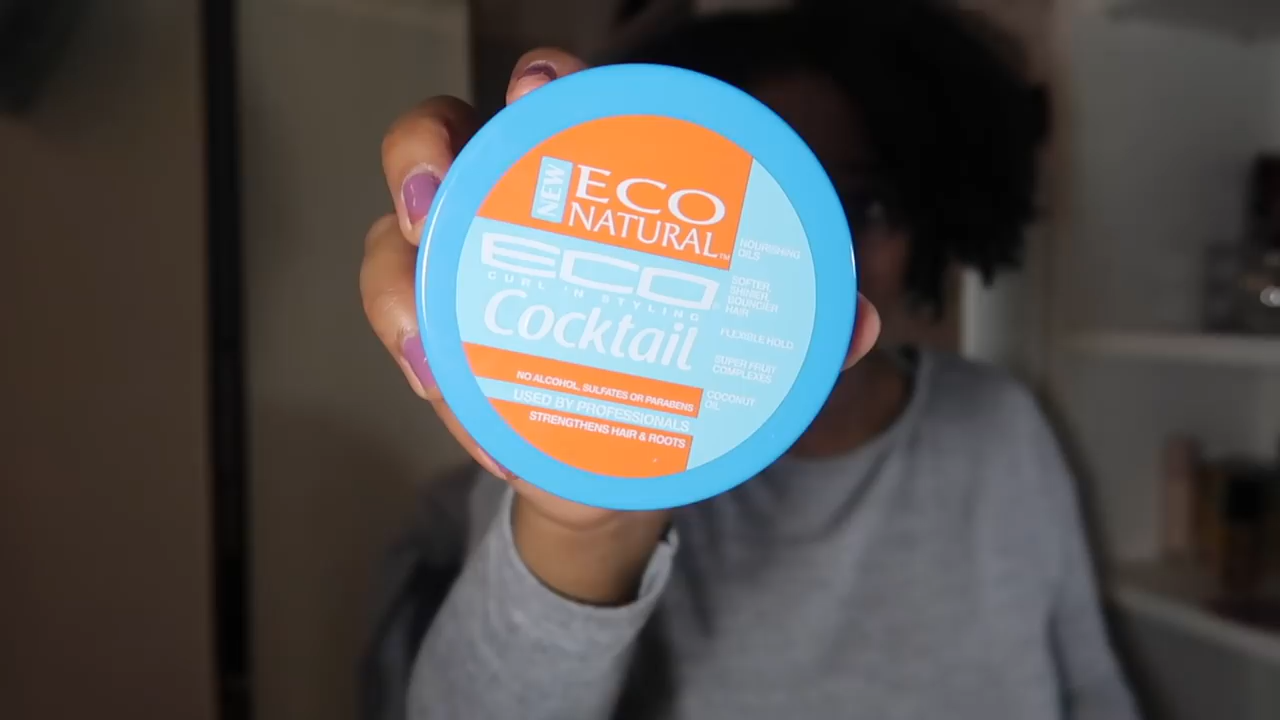 NEW
ECO
NATURAL™
ECO
CURL 'N STYLING
Cocktail
NO ALCOHOL, SULFATES OR PARABENS
USED BY PROFESSIONALS
STRENGTHENS HAIR & ROOTS
NOURISHING
OILS
SOFTER,
SHINIER,
BOUNCIER
HAIR
FLEXIBLE HOLD
SUPER FRUIT
COMPLEXES
COCONUT
OIL